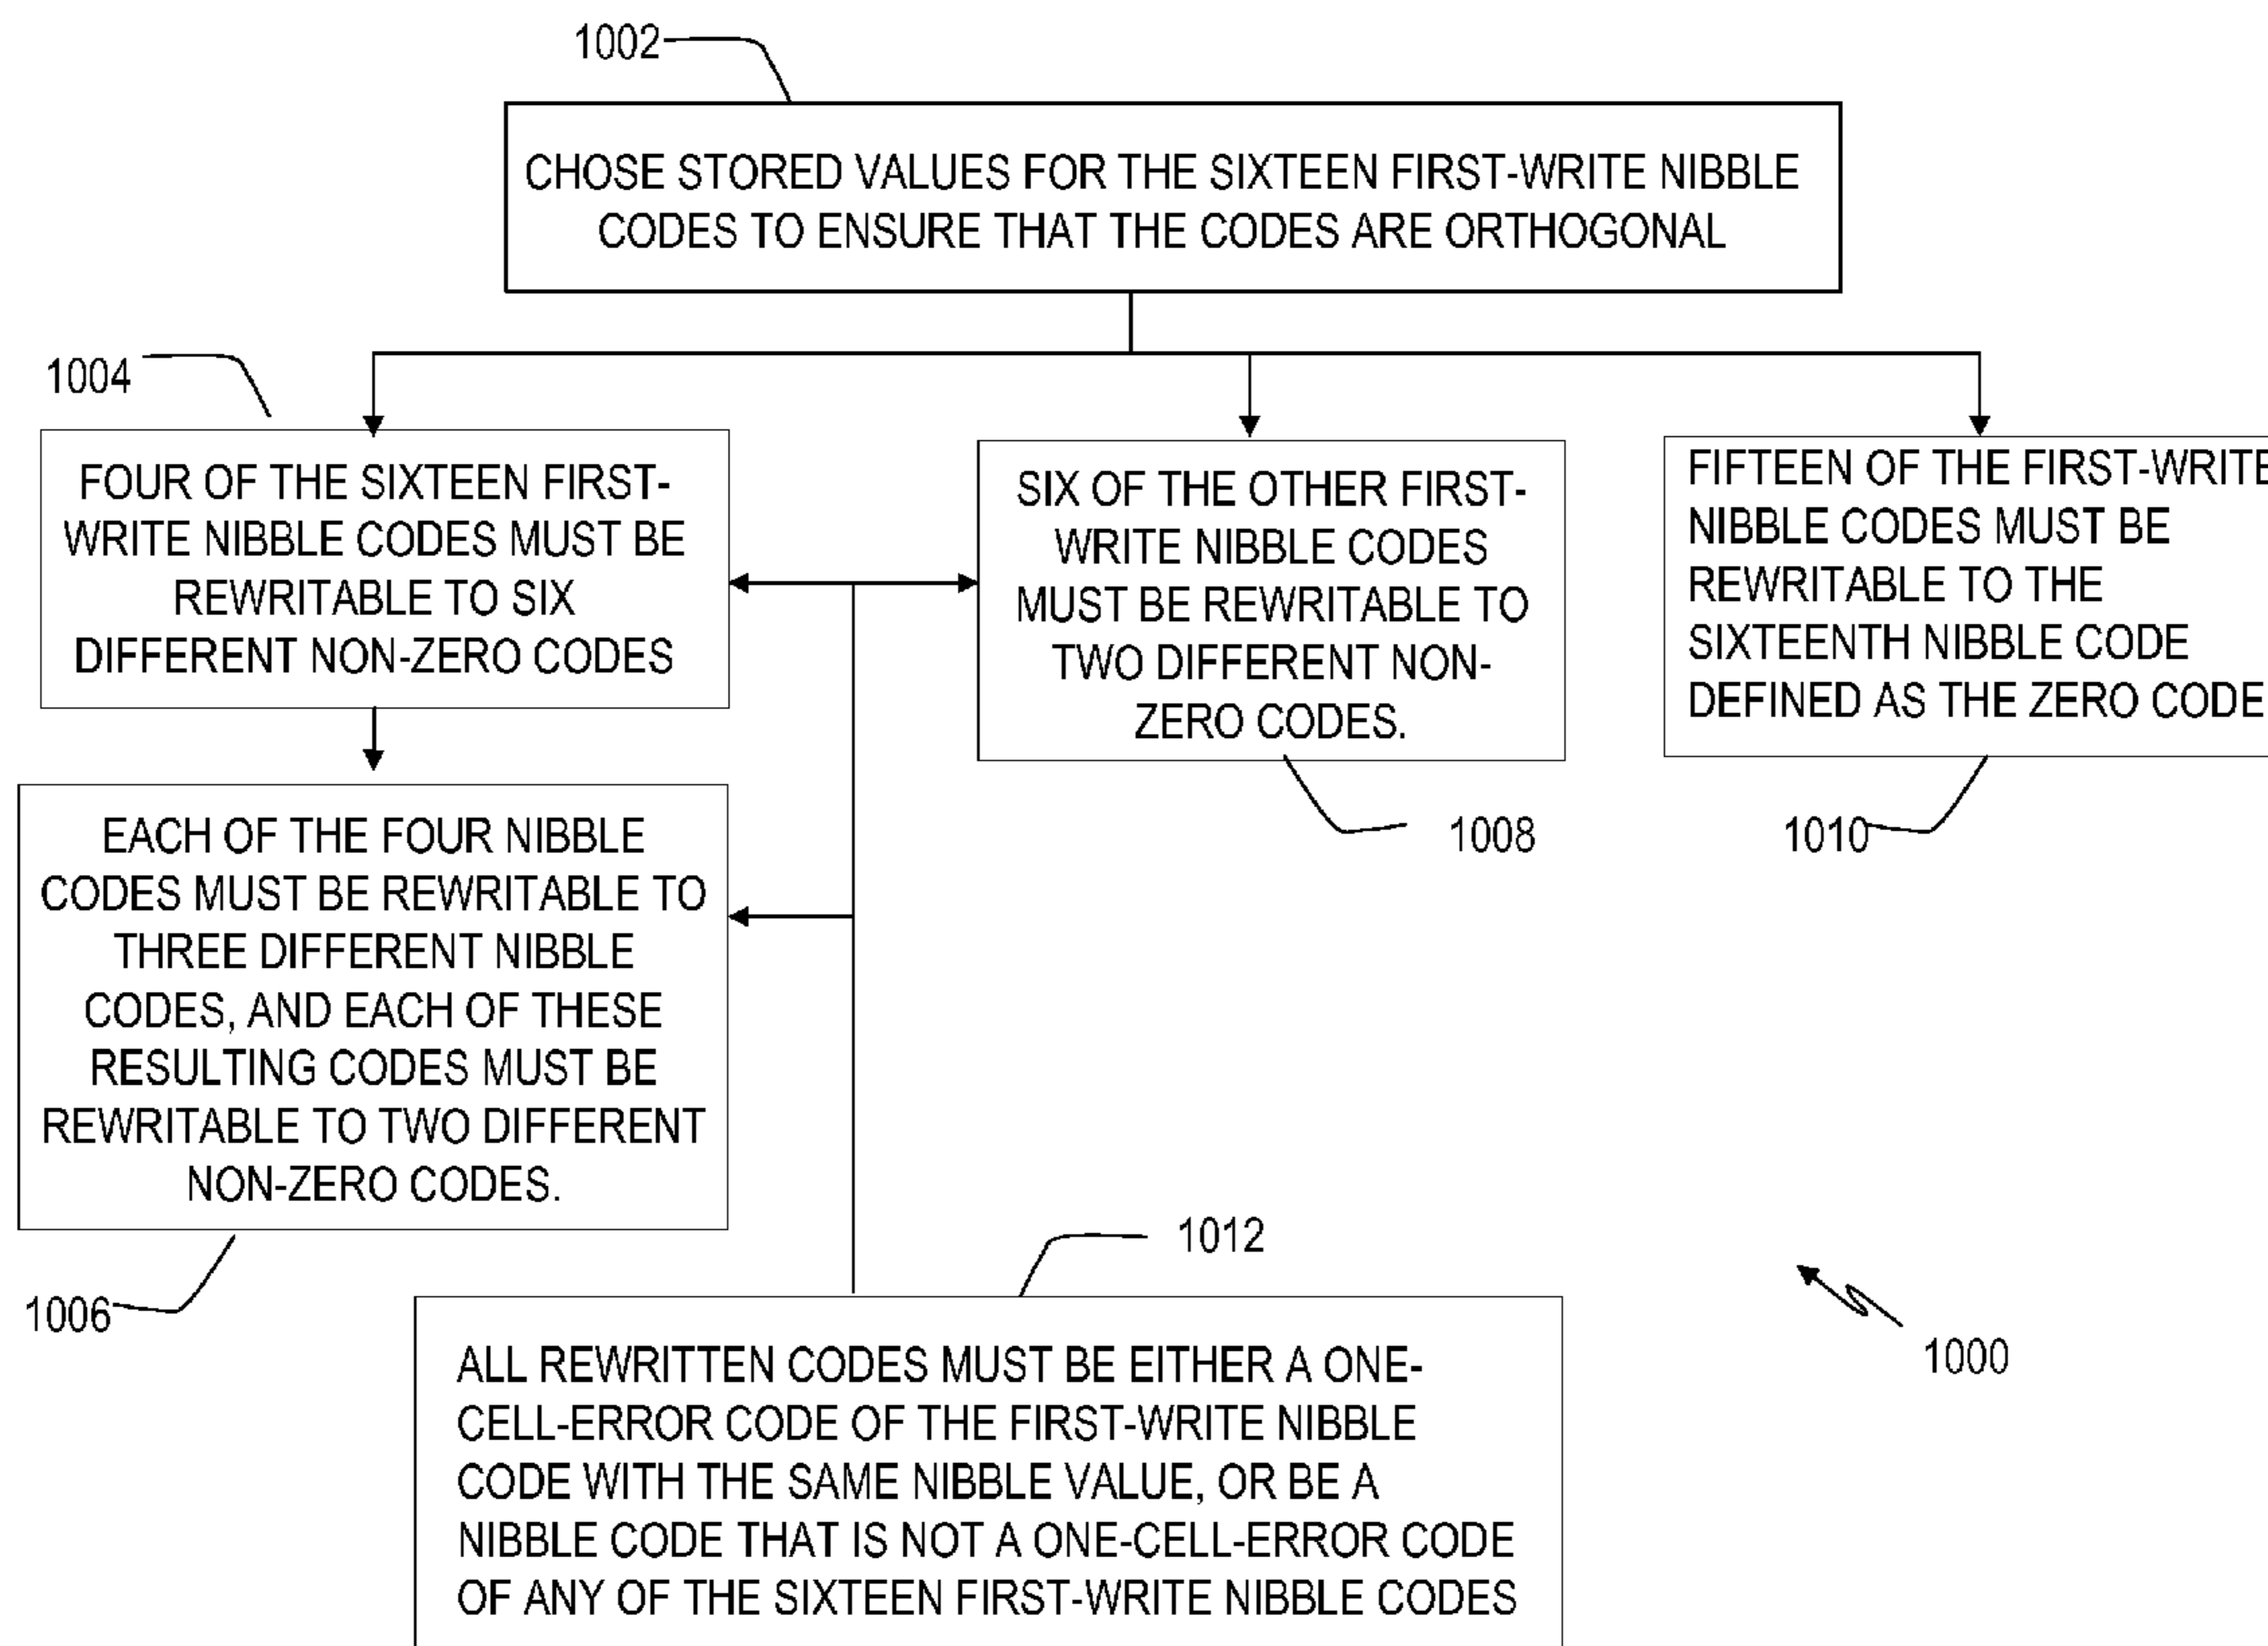 1002
CHOSE STORED VALUES FOR THE SIXTEEN FIRST-WRITE NIBBLE
CODES TO ENSURE THAT THE CODES ARE ORTHOGONAL
1004
FOUR OF THE SIXTEEN FIRST-
WRITE NIBBLE CODES MUST BE
REWRITABLE TO SIX
DIFFERENT NON-ZERO CODES
SIX OF THE OTHER FIRST-
WRITE NIBBLE CODES
MUST BE REWRITABLE TO
TWO DIFFERENT NON-
ZERO CODES.
FIFTEEN OF THE FIRST-WRITE
NIBBLE CODES MUST BE
REWRITABLE TO THE
SIXTEENTH NIBBLE CODE
DEFINED AS THE ZERO CODE
1008
1010
EACH OF THE FOUR NIBBLE
CODES MUST BE REWRITABLE TO
THREE DIFFERENT NIBBLE
CODES, AND EACH OF THESE
RESULTING CODES MUST BE
REWRITABLE TO TWO DIFFERENT
NON-ZERO CODES.
1006
1012
ALL REWRITTEN CODES MUST BE EITHER A ONE-
CELL-ERROR CODE OF THE FIRST-WRITE NIBBLE
CODE WITH THE SAME NIBBLE VALUE, OR BE A
NIBBLE CODE THAT IS NOT A ONE-CELL-ERROR CODE
OF ANY OF THE SIXTEEN FIRST-WRITE NIBBLE CODES
1000